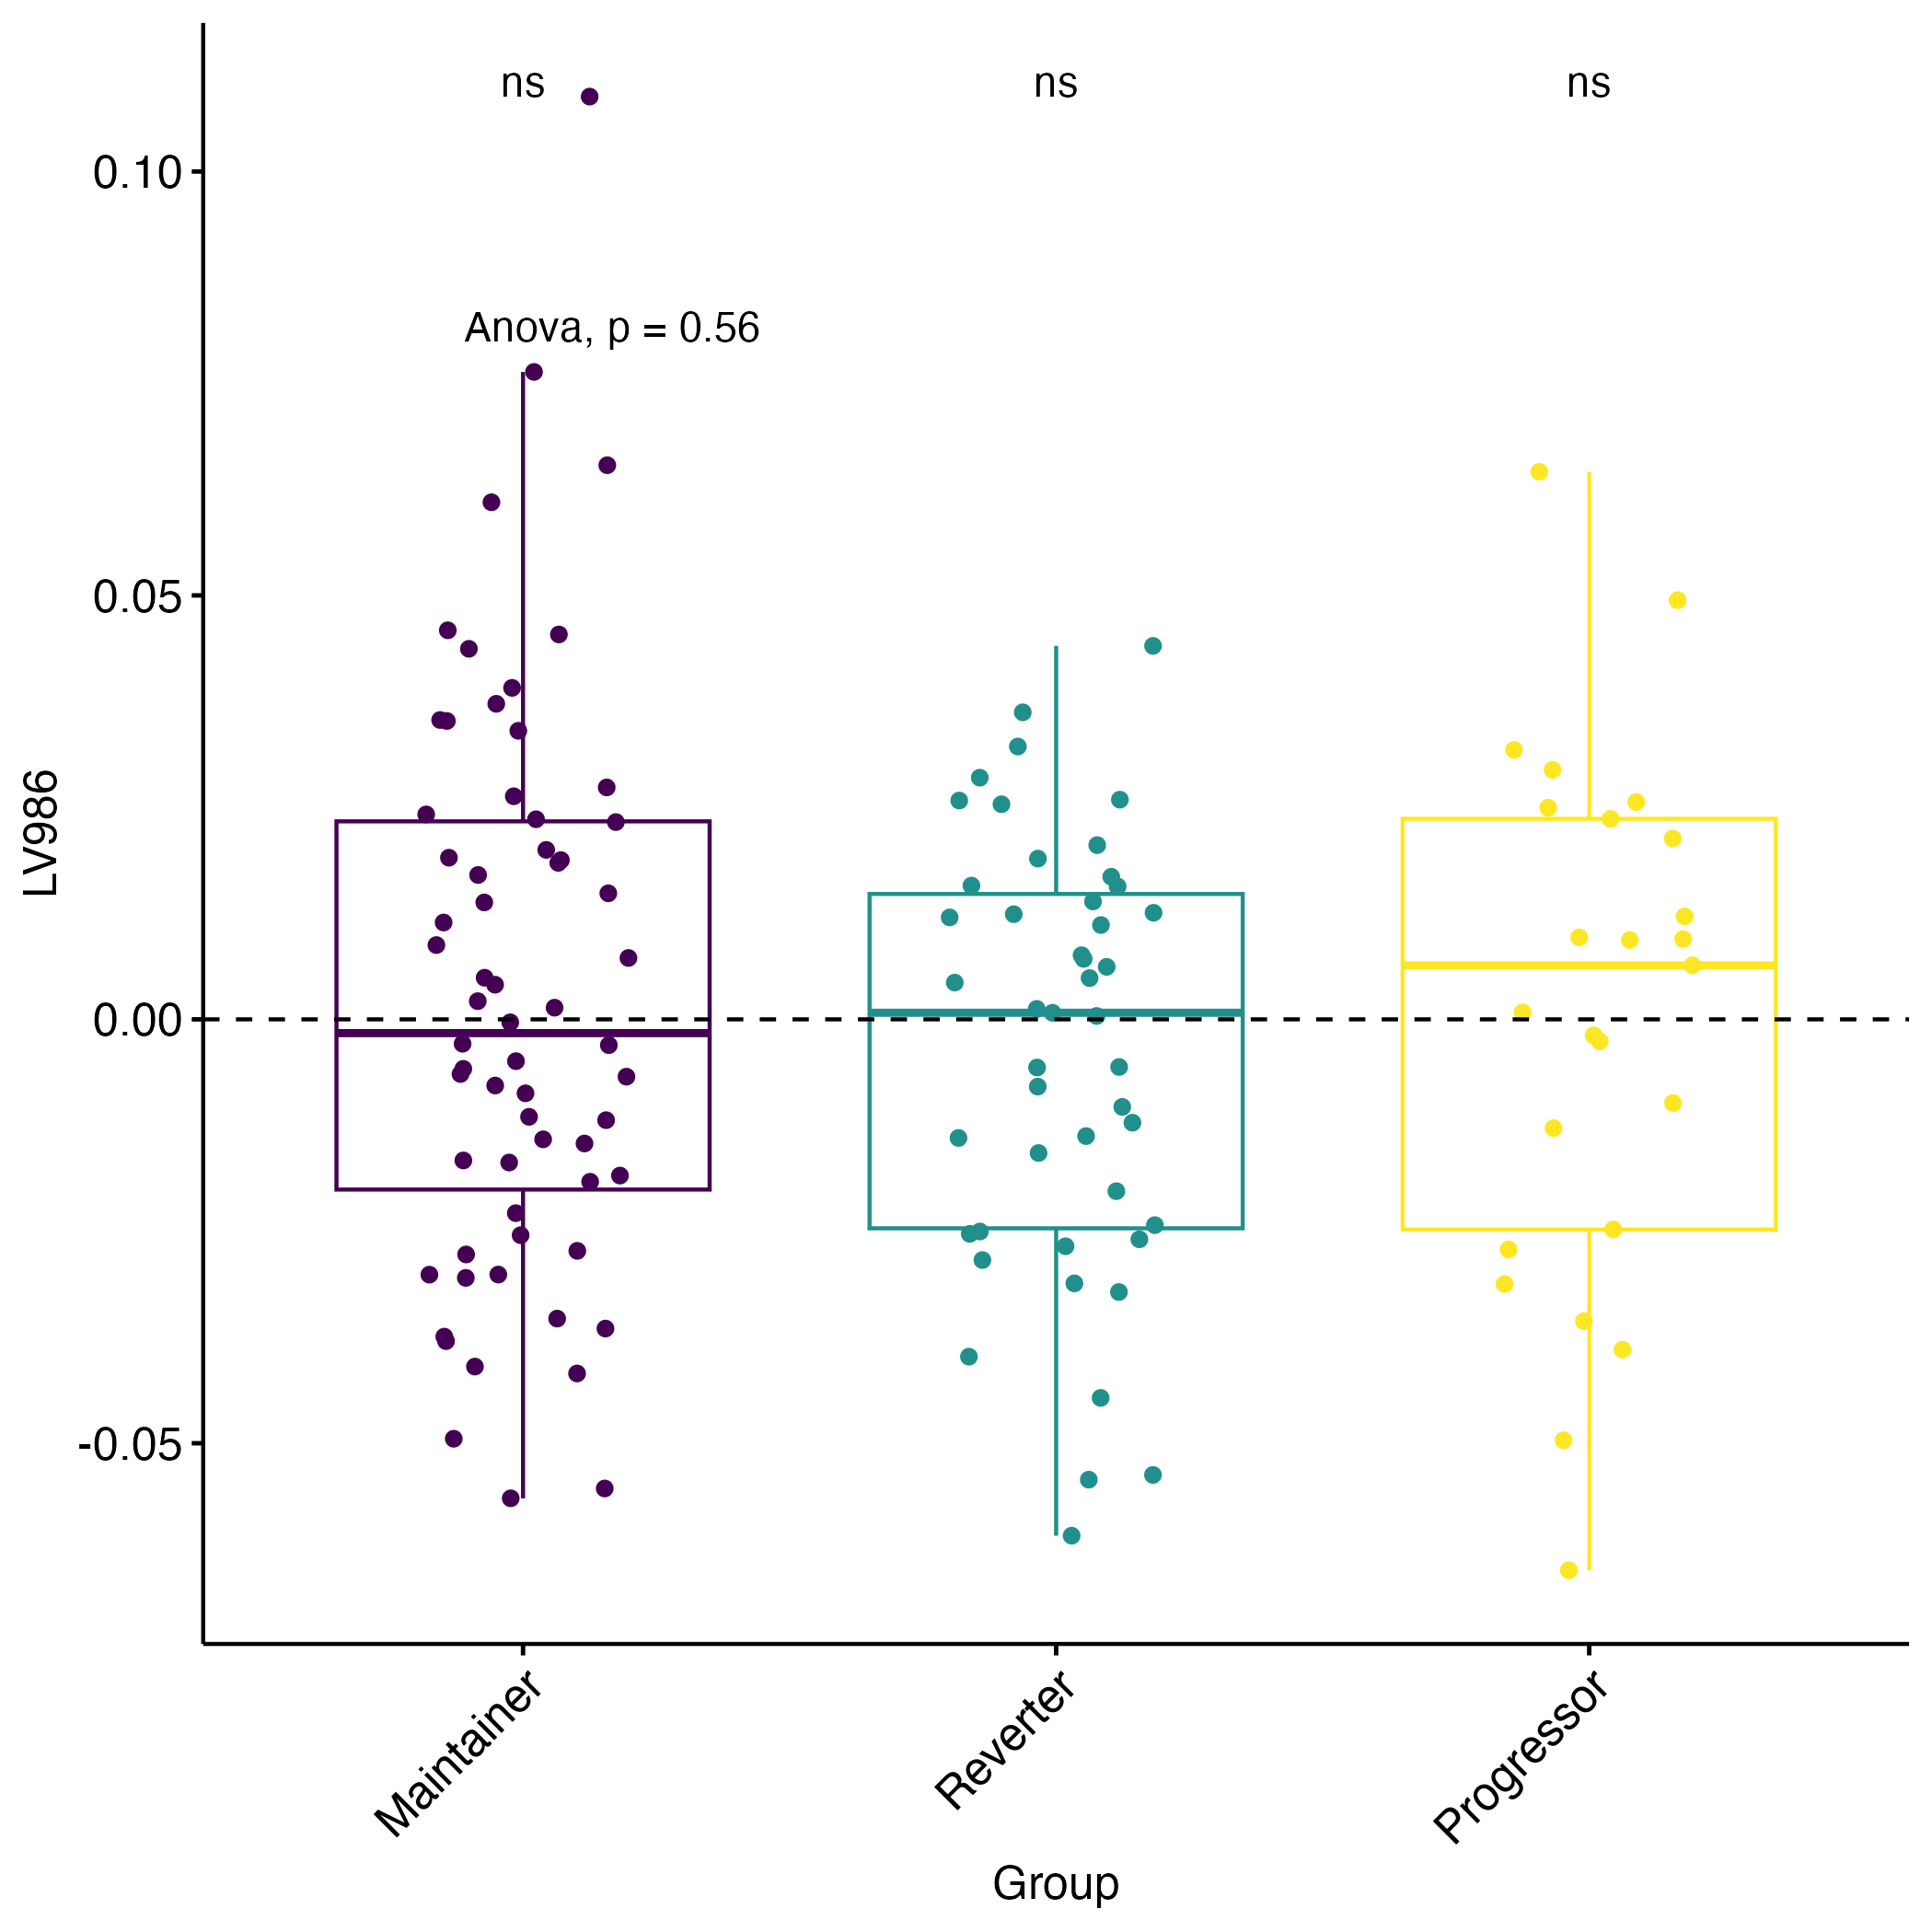 ns ns ns
0.10
Anova, p = 0.56
0.05
LV986
0.00
-0.05
Maintainer Reverter Progressor
Group